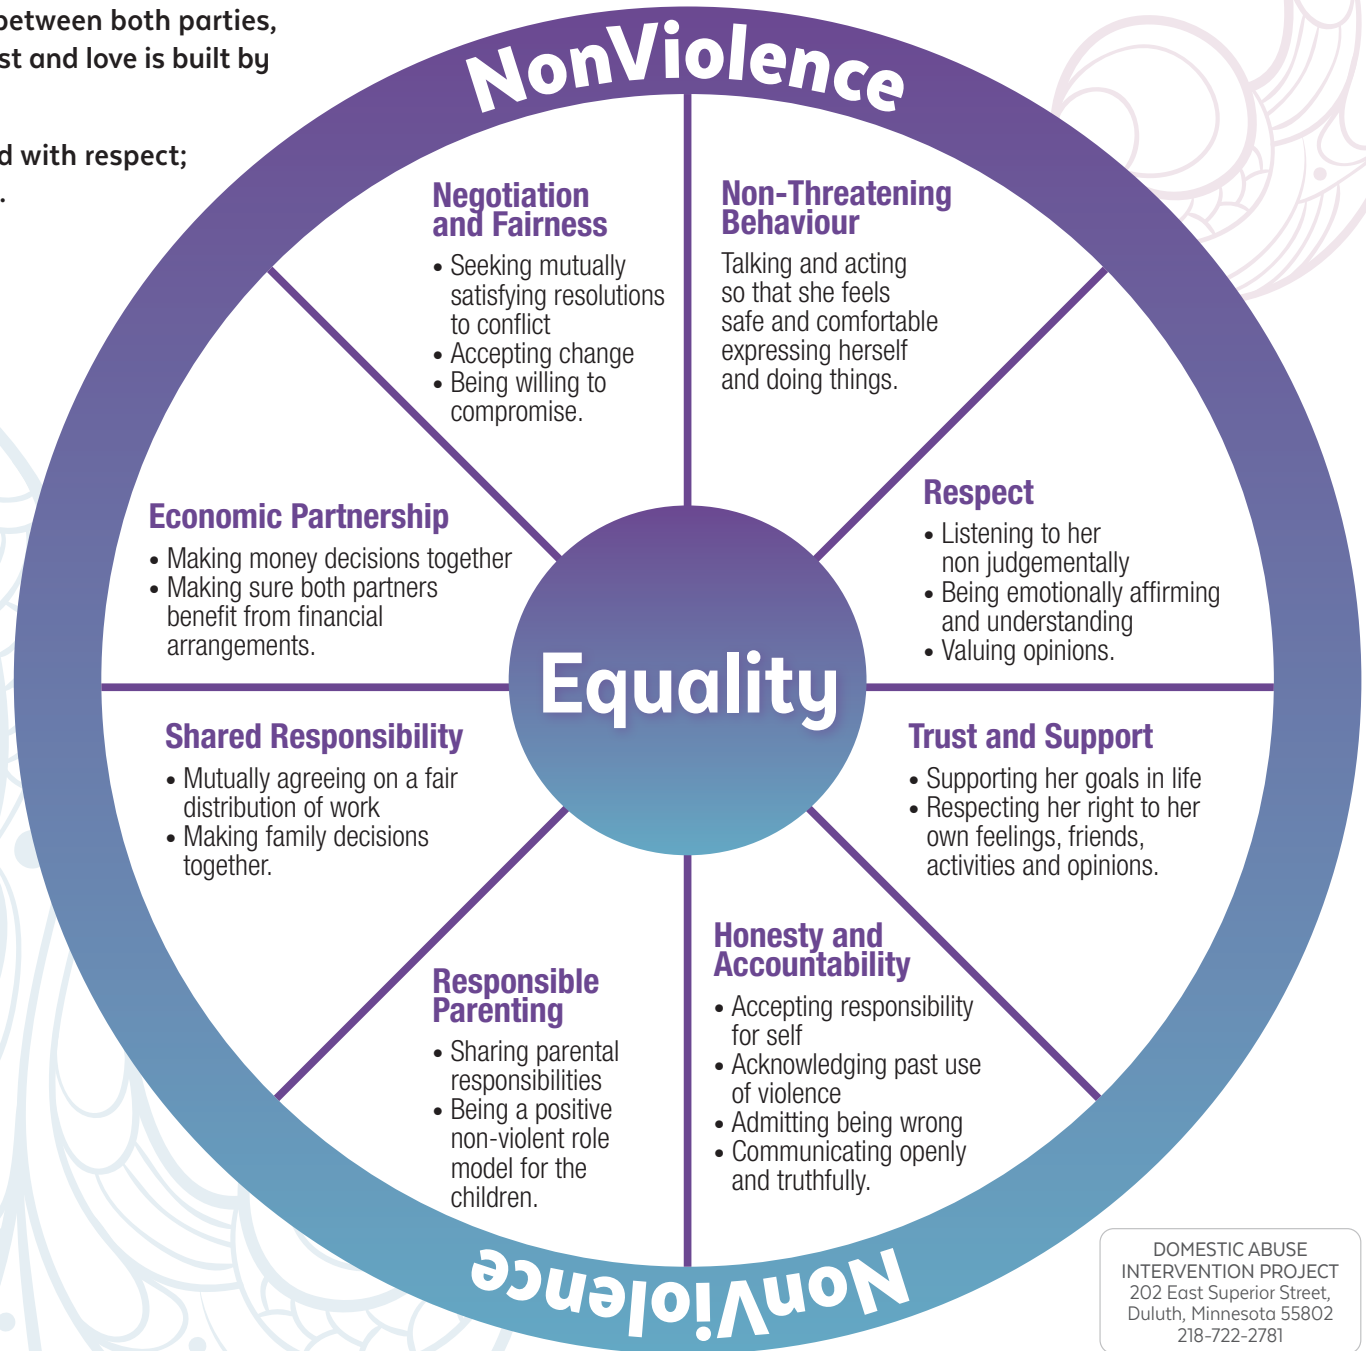 between both parties,
st and love is built by
d with respect;
.
NonViolence
Negotiation
and Fairness
• Seeking mutually
satisfying resolutions
to conflict
• Accepting change
• Being willing to
compromise.
Non-Threatening
Behaviour
Talking and acting
so that she feels
safe and comfortable
expressing herself
and doing things.
Economic Partnership
• Making money decisions together
• Making sure both partners
benefit from financial
arrangements.
Respect
• Listening to her
non judgementally
• Being emotionally affirming
and understanding
• Valuing opinions.
Equality
Shared Responsibility
• Mutually agreeing on a fair
distribution of work
• Making family decisions
together.
Trust and Support
• Supporting her goals in life
• Respecting her right to her
own feelings, friends,
activities and opinions.
Responsible
Parenting
• Sharing parental
responsibilities
• Being a positive
non-violent role
model for the
children.
Honesty and
Accountability
• Accepting responsibility
for self
• Acknowledging past use
of violence
• Admitting being wrong
• Communicating openly
and truthfully.
NonViolence
DOMESTIC ABUSE
INTERVENTION PROJECT
202 East Superior Street,
Duluth, Minnesota 55802
218-722-2781